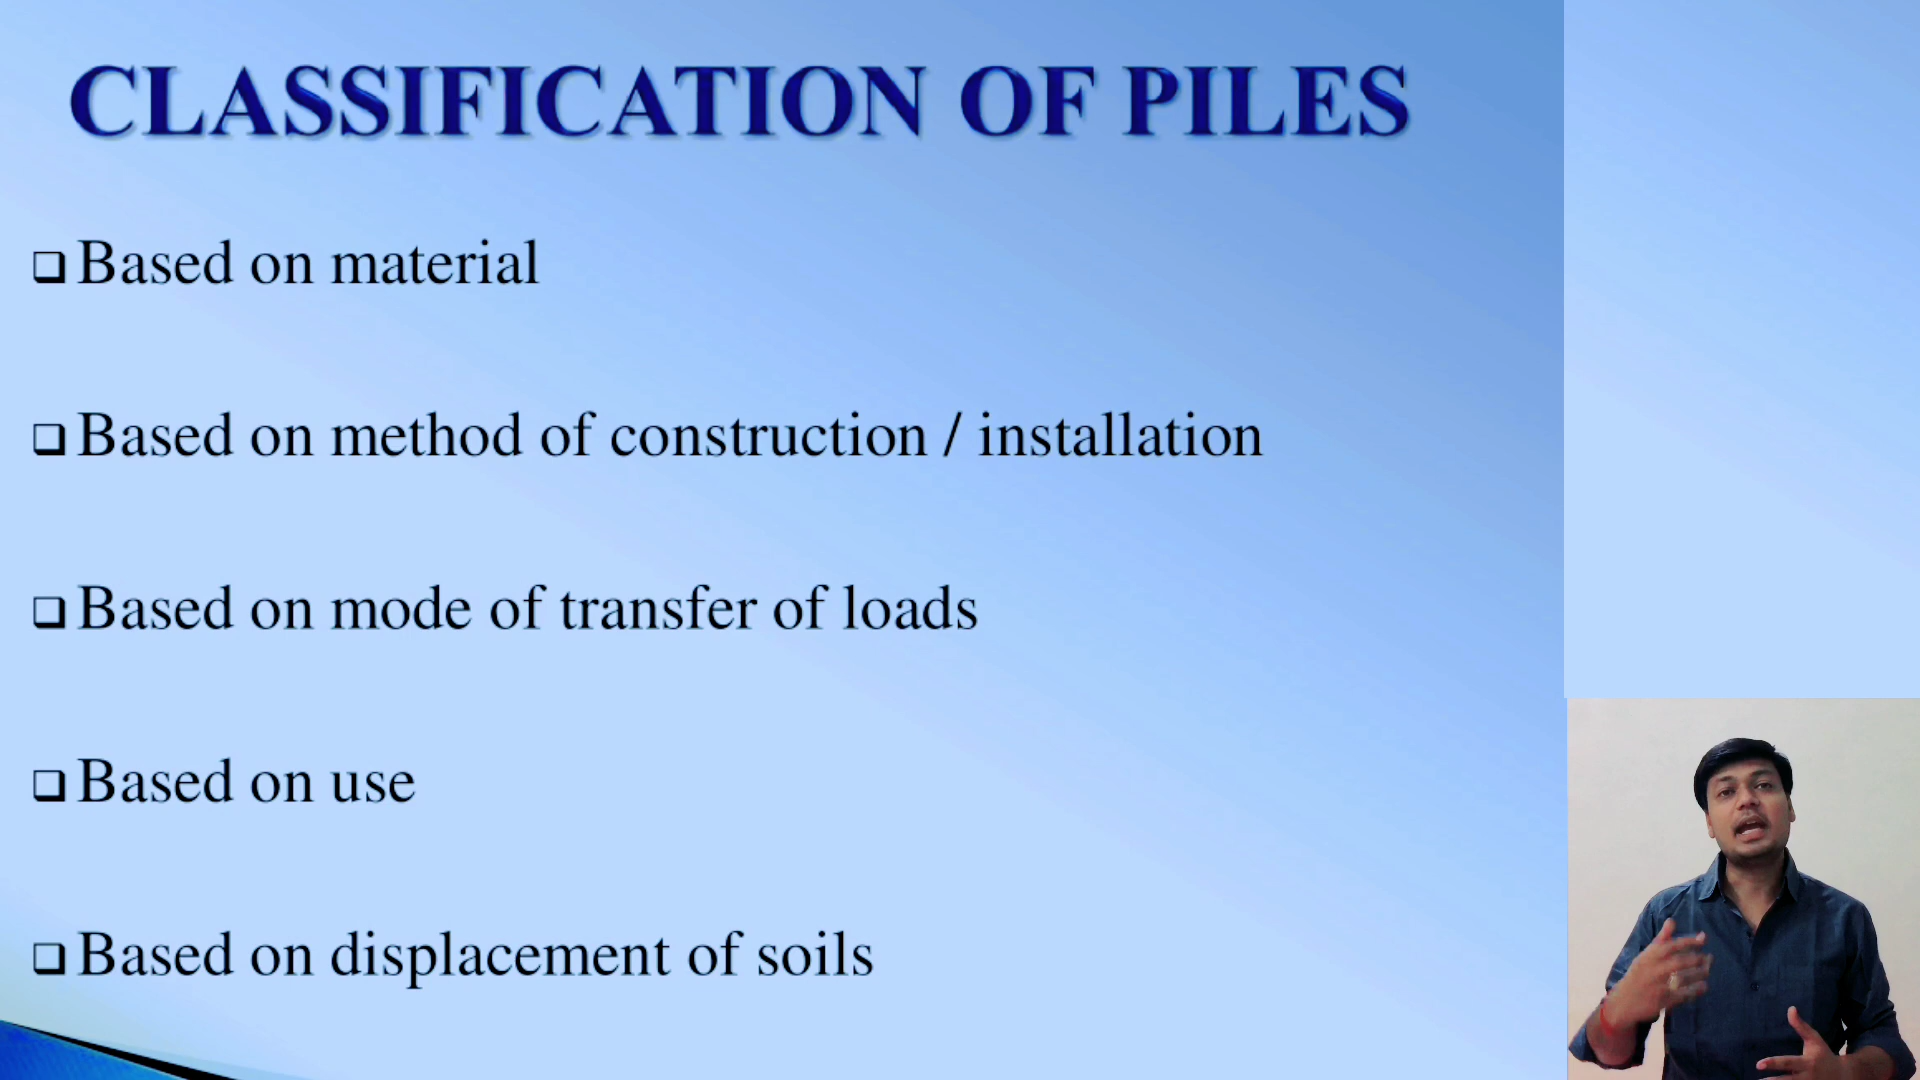 CLASSIFICATION OF PILES
Based on material
Based on method of construction / installation
Based on mode of transfer of loads
Based on use
Based on displacement of soils